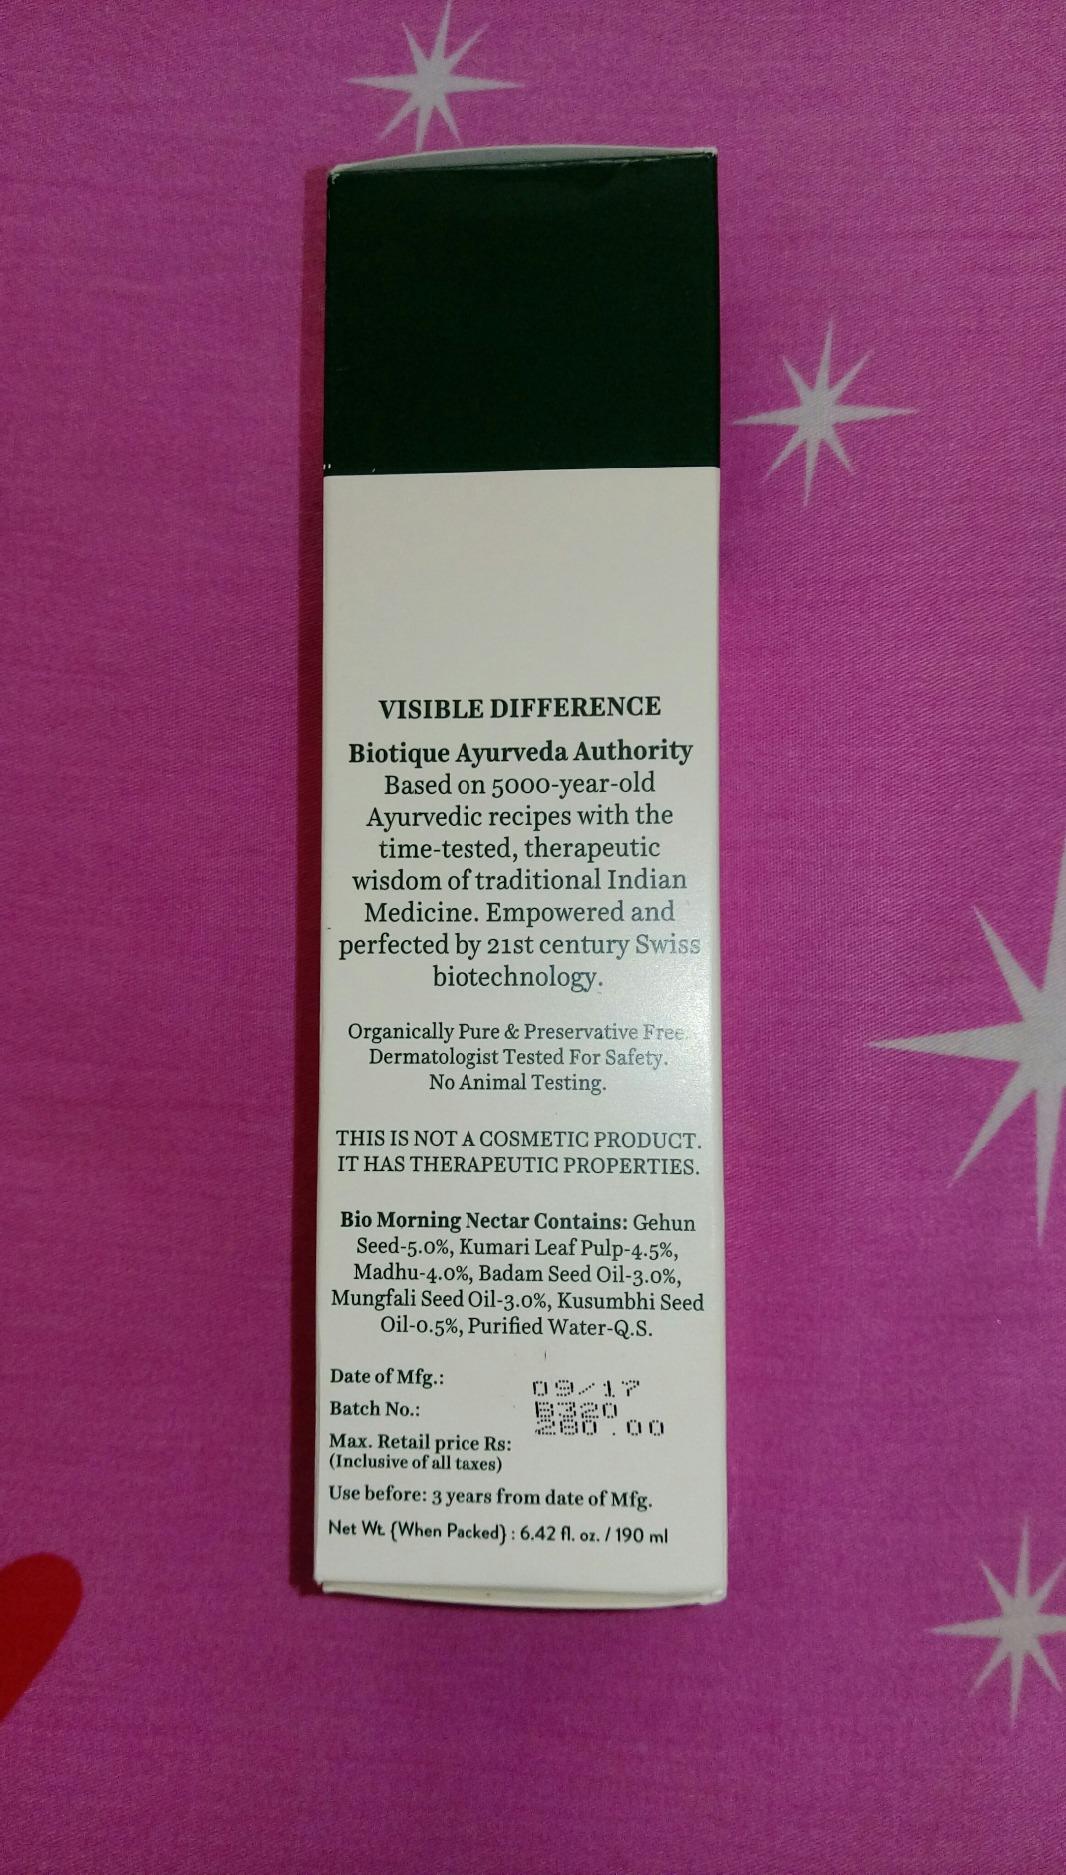 VISIBLE DIFFERENCE
Biotique Ayurveda Authority
Based on 5000-year-old
Ayurvedic recipes with the
time-tested, therapeutic
wisdom of traditional Indian
Medicine. Empowered and
perfected by 21st century Swiss
biotechnology.
Organically Pure & Preservative Free.
Dermatologist Tested For Safety.
No Animal Testing.
THIS IS NOT A COSMETIC PRODUCT.
IT HAS THERAPEUTIC PROPERTIES.
Bio Morning Nectar Contains: Gehun
Seed-5.0%, Kumari Leaf Pulp-4.5%,
Madhu-4.0%, Badam Seed Oil-3.0%,
Mungfali Seed Oil-3.0%, Kusumbhi Seed
Oil-0.5%, Purified Water-Q.S.
Date of Mfg.: 09/17
Batch No.: B320
Max. Retail price Rs: 280.00
(Inclusive of all taxes)
Use before: 3 years from date of Mfg.
Net Wt. {When Packed} : 6.42 fl. oz. / 190 ml